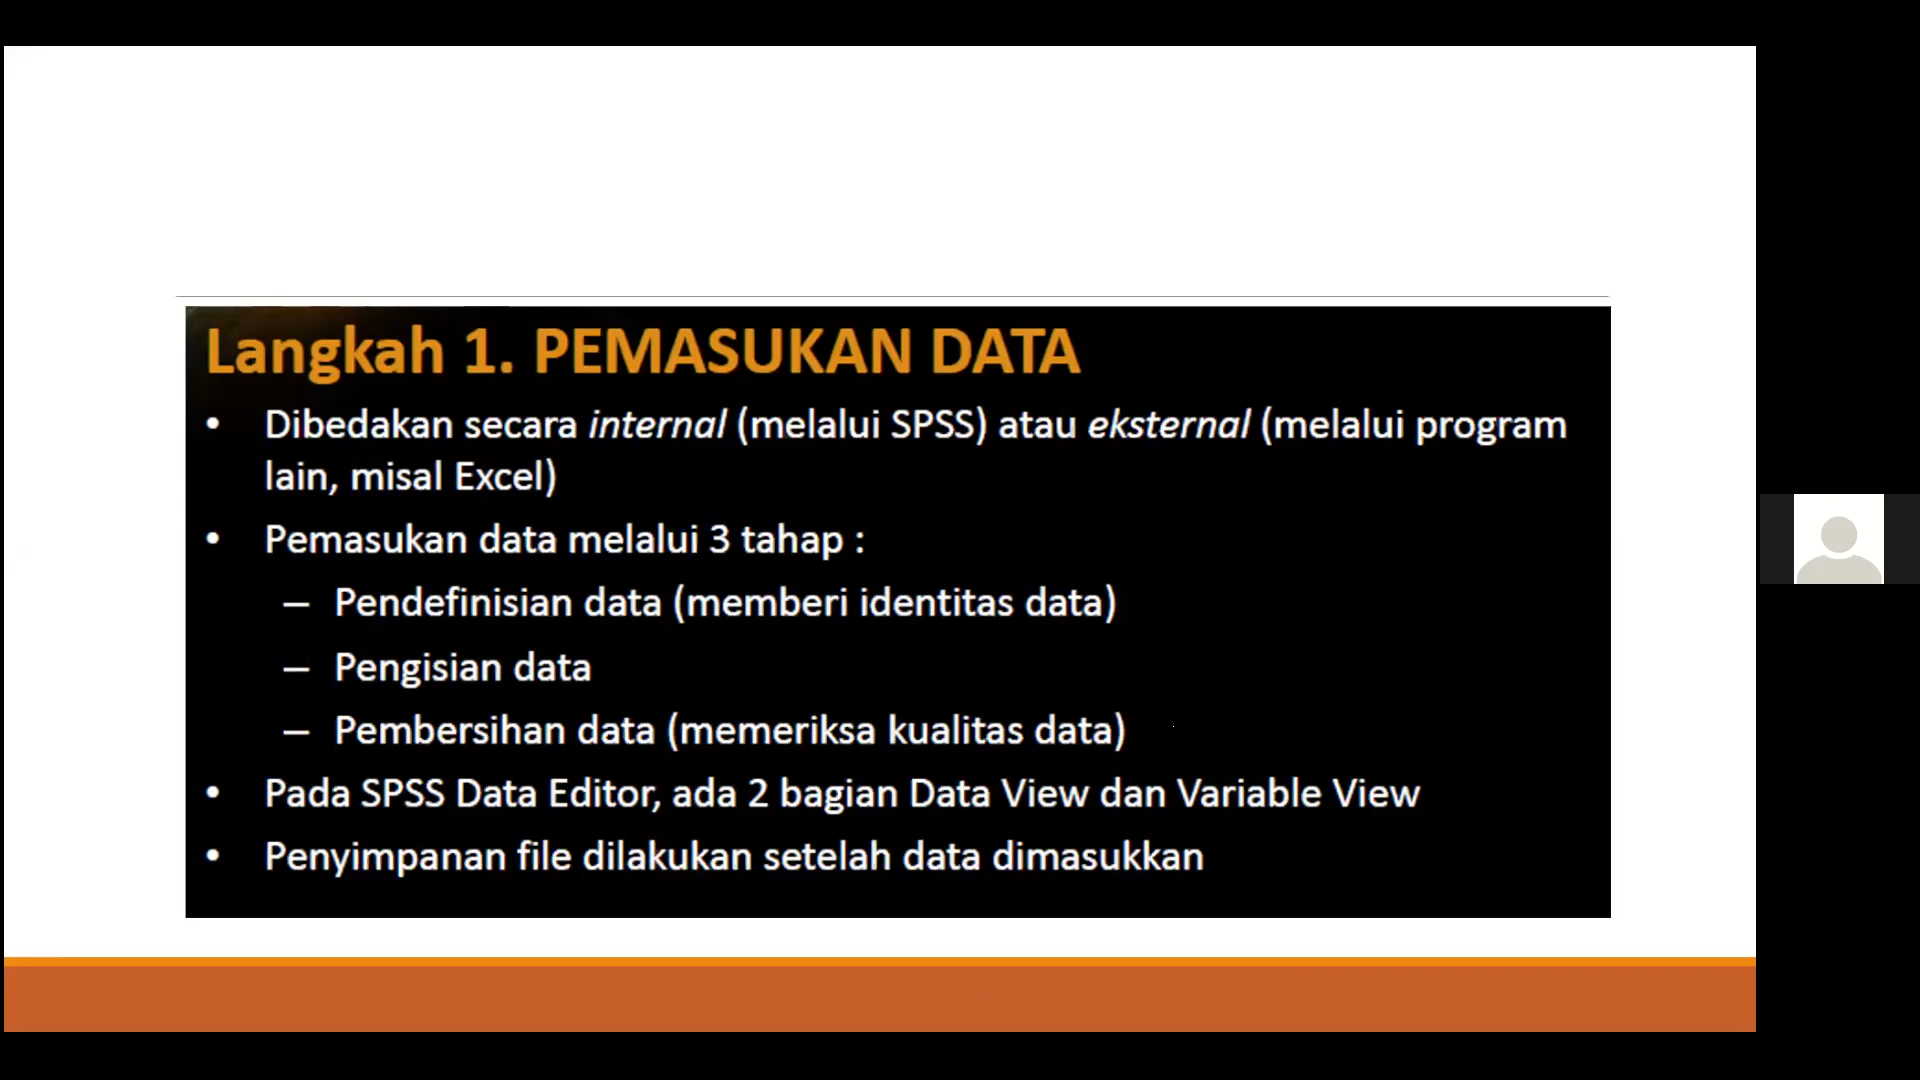 Langkah 1. PEMASUKAN DATA
• Dibedakan secara internal (melalui SPSS) atau eksternal (melalui program
lain, misal Excel)
• Pemasukan data melalui 3 tahap :
– Pendefinisian data (memberi identitas data)
– Pengisian data
– Pembersihan data (memeriksa kualitas data)
• Pada SPSS Data Editor, ada 2 bagian Data View dan Variable View
• Penyimpanan file dilakukan setelah data dimasukkan